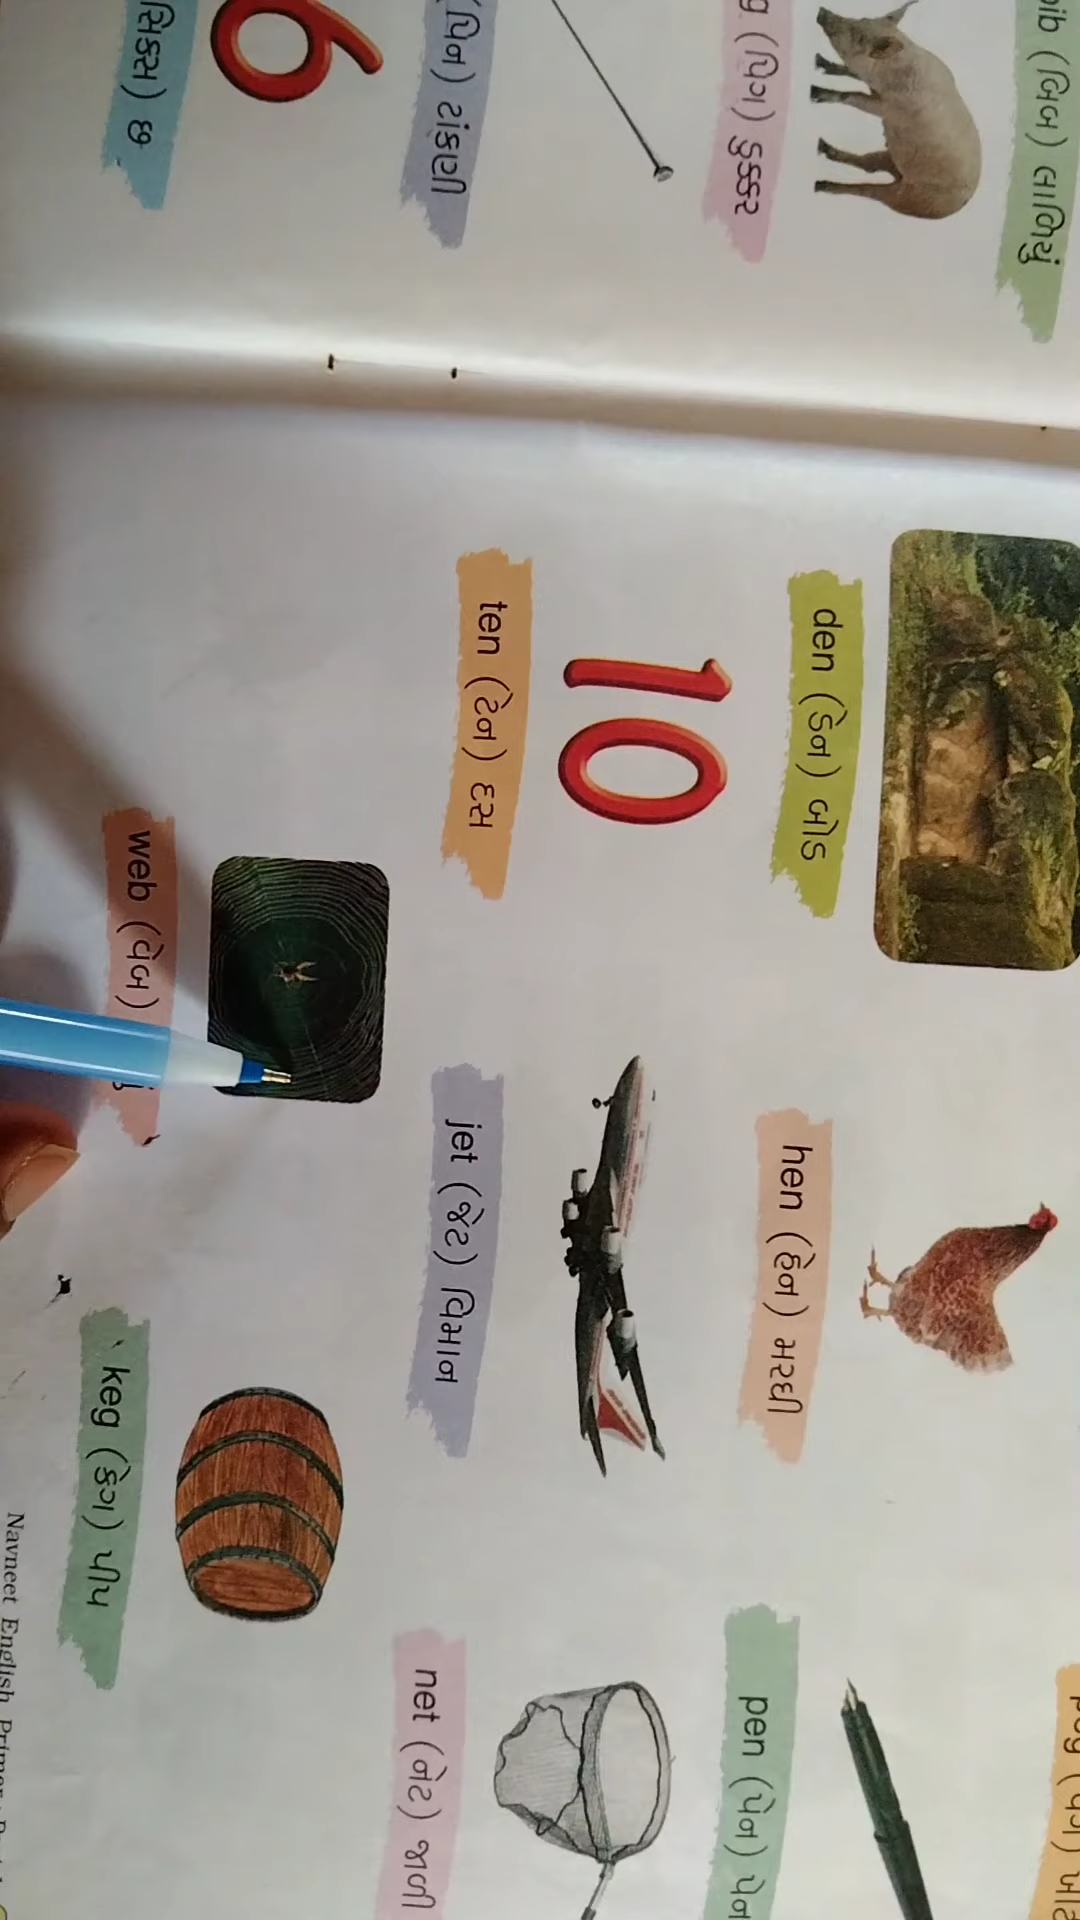 (બિબ) લાળિયું
(પિગ) ડુક્કર
(પિન) ટાંકણી
6
(સિક્સ) છ
den (ડેન) બોડ
hen (હેન) મરઘી
pen (પેન) પેન
10
ten (ટેન) દસ
jet (જેટ) વિમાન
net (નેટ) જાળી
web (વેબ)
keg (કેગ) પીપ
Navneet English Primer